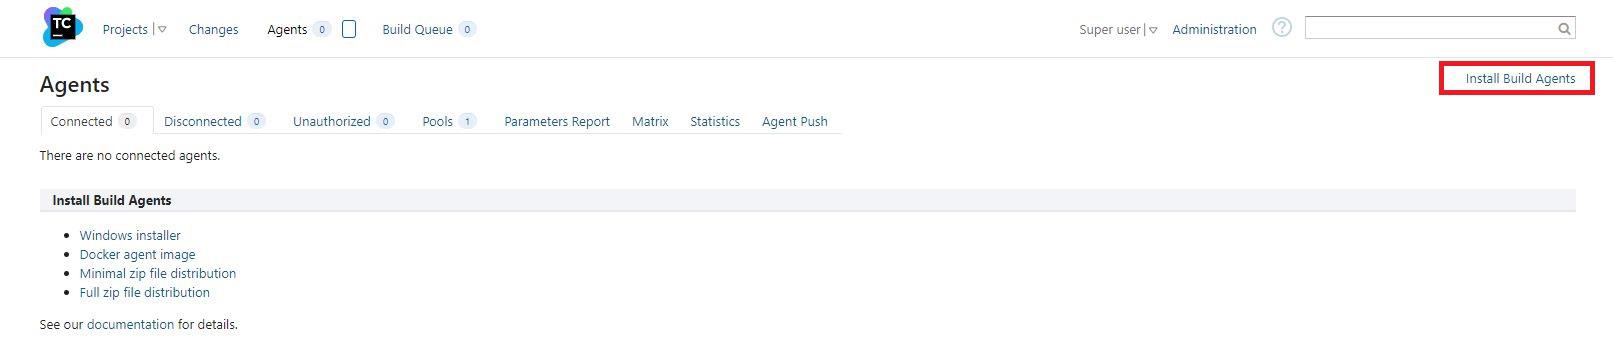 TC Projects Changes Agents 0 Build Queue 0 Super user Administration ?
Install Build Agents
Agents
Connected 0 Disconnected 0 Unauthorized 0 Pools 1 Parameters Report Matrix Statistics Agent Push
There are no connected agents.
Install Build Agents
Windows installer
Docker agent image
Minimal zip file distribution
Full zip file distribution
See our documentation for details.